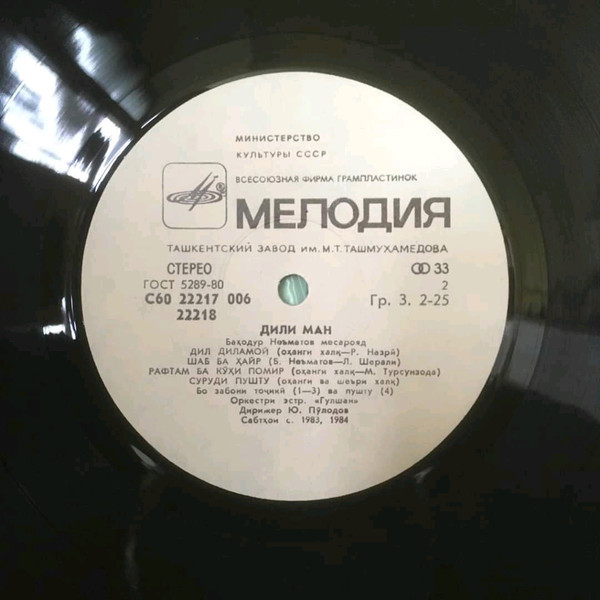 МИНИСТЕРСТВО
КУЛЬТУРЫ СССР
ВСЕСОЮЗНАЯ ФИРМА ГРАМПЛАСТИНОК
®
МЕЛОДИЯ
ТАШКЕНТСКИЙ ЗАВОД ИМ. М. Т. ТАШМУХАМЕДОВА
СТЕРЕО 33
ГОСТ 5289-80 2
С60 22217 006 Гр. 3. 2-25
22218
ДИЛИ МАН
Баҳодур Неъматов месарояд
ДИЛ ДИЛАМОЙ (оҳанги халқ—Р. Назрӣ)
ШАБ БА ҲАЙР (Б. Неъматов—Л. Шерали)
РАФТАМ БА КӮҲИ ПОМИР (оҳанги халқ—М. Турсунзода)
СУРУДИ ПУШТУ (оҳанги ва шеъри халқ)
Бо забони тоҷикӣ (1—3) ва пушту (4)
Оркестри эстр. «Гулшан»
Дирижер Ю. Пӯлодов
Сабтҳои с. 1983, 1984